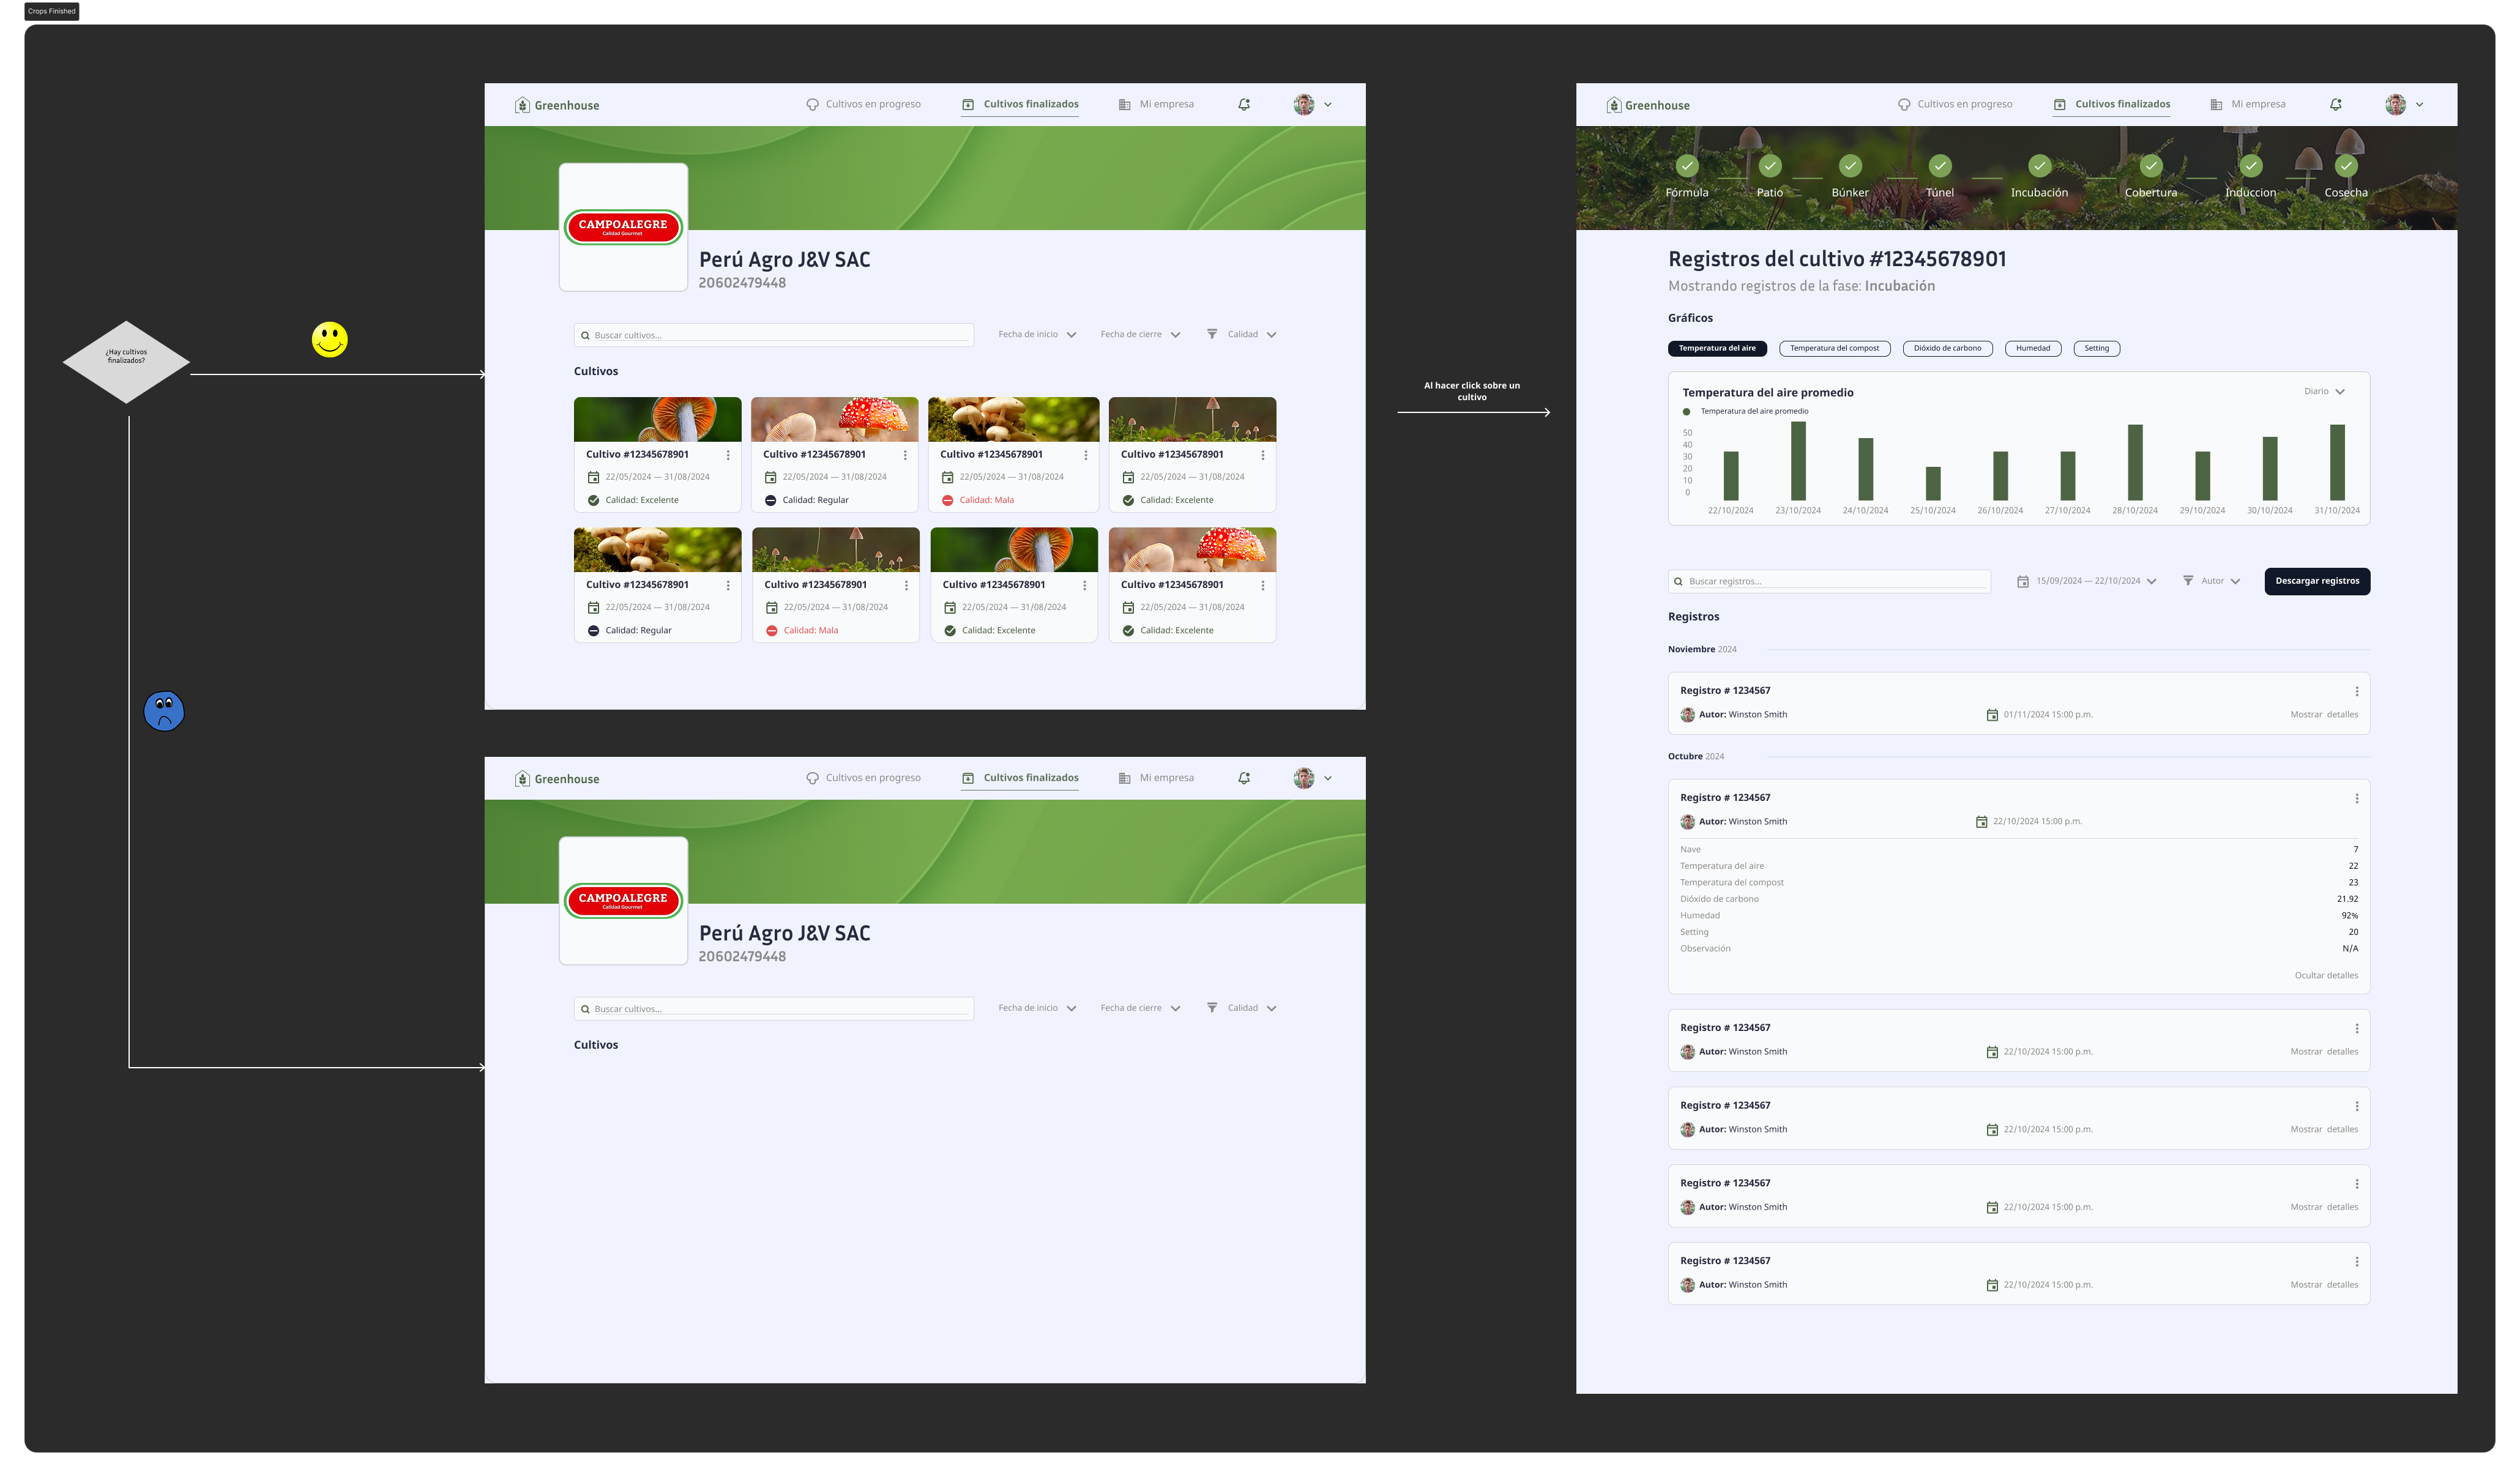 Crops Finished
¿Hay cultivos
finalizados?
Greenhouse
Cultivos en progreso
Cultivos finalizados
Mi empresa
CAMPOALEGRE
Calidad Gourmet
Perú Agro J&V SAC
20602479448
Buscar cultivos...
Fecha de inicio
Fecha de cierre
Calidad
Cultivos
Cultivo #12345678901
22/05/2024 — 31/08/2024
Calidad: Excelente
Cultivo #12345678901
22/05/2024 — 31/08/2024
Calidad: Regular
Cultivo #12345678901
22/05/2024 — 31/08/2024
Calidad: Mala
Cultivo #12345678901
22/05/2024 — 31/08/2024
Calidad: Excelente
Cultivo #12345678901
22/05/2024 — 31/08/2024
Calidad: Regular
Cultivo #12345678901
22/05/2024 — 31/08/2024
Calidad: Mala
Cultivo #12345678901
22/05/2024 — 31/08/2024
Calidad: Excelente
Cultivo #12345678901
22/05/2024 — 31/08/2024
Calidad: Excelente
Greenhouse
Cultivos en progreso
Cultivos finalizados
Mi empresa
CAMPOALEGRE
Calidad Gourmet
Perú Agro J&V SAC
20602479448
Buscar cultivos...
Fecha de inicio
Fecha de cierre
Calidad
Cultivos
Al hacer click sobre un
cultivo
Greenhouse
Cultivos en progreso
Cultivos finalizados
Mi empresa
Fórmula
Patio
Búnker
Túnel
Incubación
Cobertura
Induccion
Cosecha
Registros del cultivo #12345678901
Mostrando registros de la fase: Incubación
Gráficos
Temperatura del aire
Temperatura del compost
Dióxido de carbono
Humedad
Setting
Temperatura del aire promedio
Diario
Temperatura del aire promedio
50
40
30
20
10
0
22/10/2024
23/10/2024
24/10/2024
25/10/2024
26/10/2024
27/10/2024
28/10/2024
29/10/2024
30/10/2024
31/10/2024
Buscar registros...
15/09/2024 — 22/10/2024
Autor
Descargar registros
Registros
Noviembre 2024
Registro # 1234567
Autor: Winston Smith
01/11/2024 15:00 p.m.
Mostrar detalles
Octubre 2024
Registro # 1234567
Autor: Winston Smith
22/10/2024 15:00 p.m.
Nave 7
Temperatura del aire 22
Temperatura del compost 23
Dióxido de carbono 21.92
Humedad 92%
Setting 20
Observación N/A
Ocultar detalles
Registro # 1234567
Autor: Winston Smith
22/10/2024 15:00 p.m.
Mostrar detalles
Registro # 1234567
Autor: Winston Smith
22/10/2024 15:00 p.m.
Mostrar detalles
Registro # 1234567
Autor: Winston Smith
22/10/2024 15:00 p.m.
Mostrar detalles
Registro # 1234567
Autor: Winston Smith
22/10/2024 15:00 p.m.
Mostrar detalles